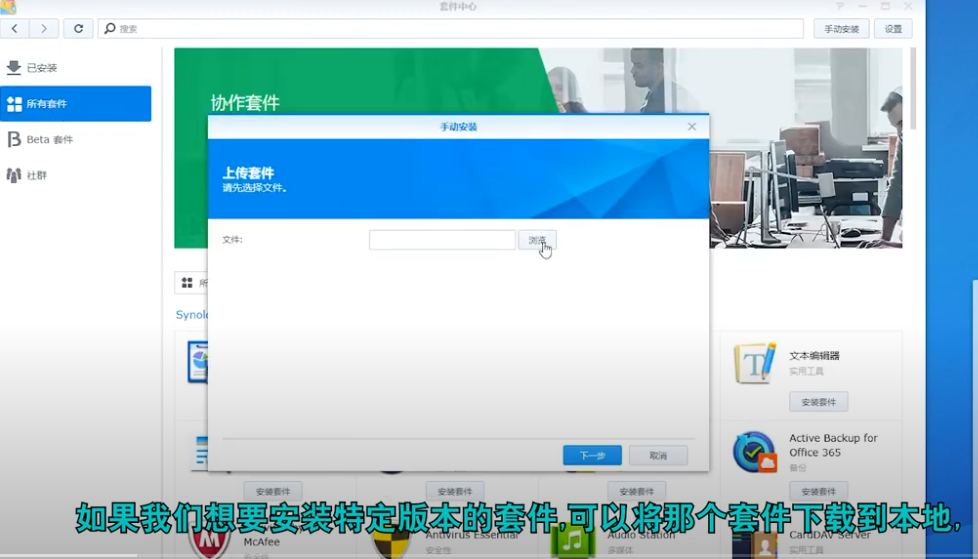 套件中心
搜索
手动安装
设置
已安装
所有套件
Beta 套件
社群
协作套件
手动安装
上传套件
请先选择文件。
文件:
浏览
下一步
取消
所
Synolo
文本编辑器
实用工具
安装套件
Active Backup for
Office 365
备份
安装套件
安装套件
安装套件
安装套件
如果我们想要安装特定版本的套件,可以将那个套件下载到本地,
McAfee
安全性
Antivirus Essential
安全性
Audio Station
多媒体
CardDAV Server